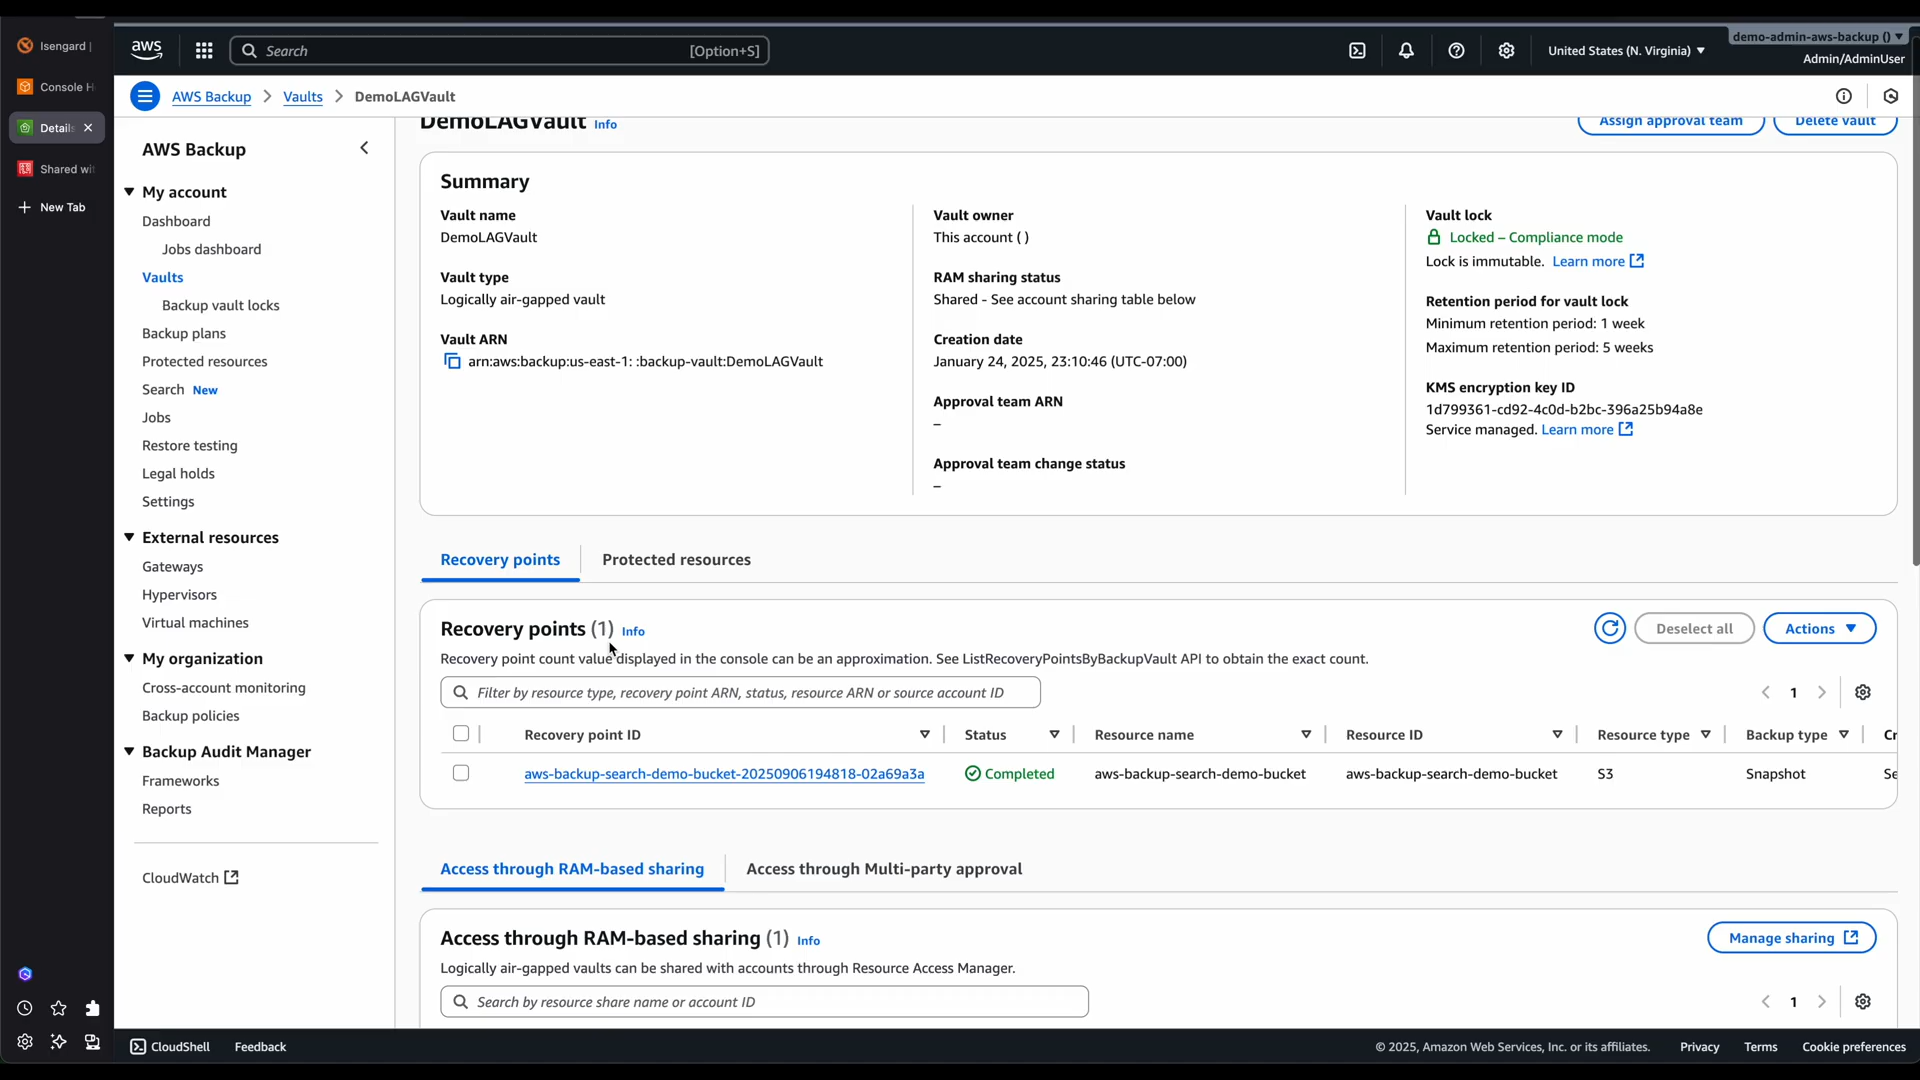 demo-admin-aws-backup ()
Isengard |
aws
Search
[Option+S]
United States (N. Virginia)
Admin/AdminUser
Console H
AWS Backup
Vaults
DemoLAGVault
Details
DemoLAGVault
Info
Assign approval team
Delete vault
Shared wit
New Tab
AWS Backup
My account
Dashboard
Jobs dashboard
Vaults
Backup vault locks
Backup plans
Protected resources
Search New
Jobs
Restore testing
Legal holds
Settings
External resources
Gateways
Hypervisors
Virtual machines
My organization
Cross-account monitoring
Backup policies
Backup Audit Manager
Frameworks
Reports
CloudWatch
Summary
Vault name
DemoLAGVault
Vault type
Logically air-gapped vault
Vault ARN
arn:aws:backup:us-east-1: :backup-vault:DemoLAGVault
Vault owner
This account ( )
RAM sharing status
Shared - See account sharing table below
Creation date
January 24, 2025, 23:10:46 (UTC-07:00)
Approval team ARN
–
Approval team change status
–
Vault lock
Locked – Compliance mode
Lock is immutable. Learn more
Retention period for vault lock
Minimum retention period: 1 week
Maximum retention period: 5 weeks
KMS encryption key ID
1d799361-cd92-4c0d-b2bc-396a25b94a8e
Service managed. Learn more
Recovery points
Protected resources
Recovery points (1) Info
Deselect all
Actions
Recovery point count value displayed in the console can be an approximation. See ListRecoveryPointsByBackupVault API to obtain the exact count.
Filter by resource type, recovery point ARN, status, resource ARN or source account ID
1
Recovery point ID
Status
Resource name
Resource ID
Resource type
Backup type
Cr
aws-backup-search-demo-bucket-20250906194818-02a69a3a
Completed
aws-backup-search-demo-bucket
aws-backup-search-demo-bucket
S3
Snapshot
Se
Access through RAM-based sharing
Access through Multi-party approval
Access through RAM-based sharing (1) Info
Manage sharing
Logically air-gapped vaults can be shared with accounts through Resource Access Manager.
Search by resource share name or account ID
1
CloudShell
Feedback
© 2025, Amazon Web Services, Inc. or its affiliates.
Privacy
Terms
Cookie preferences